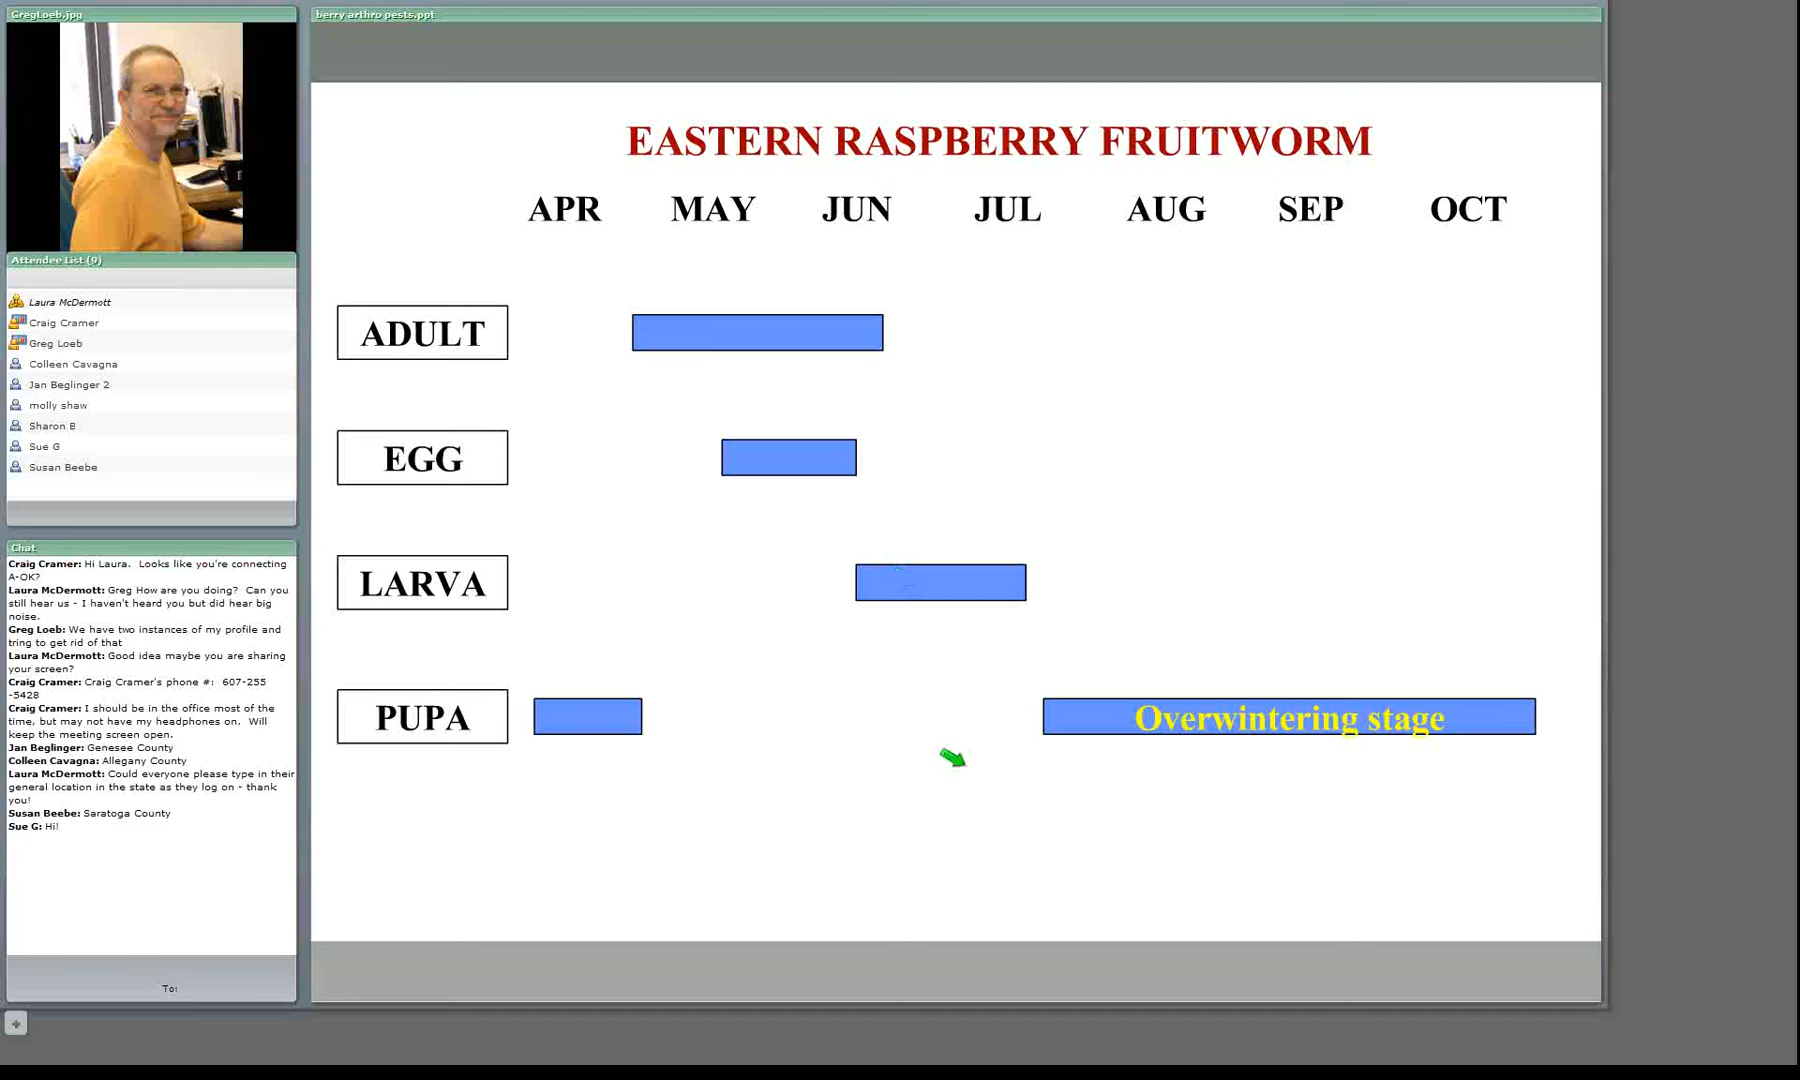 GregLoeb.jpg
berry arthro pests.ppt
EASTERN RASPBERRY FRUITWORM
APR MAY JUN JUL AUG SEP OCT
ADULT
EGG
LARVA
PUPA
Overwintering stage
Attendee List (9)
Laura McDermott
Craig Cramer
Greg Loeb
Colleen Cavagna
Jan Beglinger 2
molly shaw
Sharon B
Sue G
Susan Beebe
Chat
Craig Cramer: Hi Laura. Looks like you're connecting
A-OK?
Laura McDermott: Greg How are you doing? Can you
still hear us - I haven't heard you but did hear big
noise.
Greg Loeb: We have two instances of my profile and
tring to get rid of that
Laura McDermott: Good idea maybe you are sharing
your screen?
Craig Cramer: Craig Cramer's phone #: 607-255
-5428
Craig Cramer: I should be in the office most of the
time, but may not have my headphones on. Will
keep the meeting screen open.
Jan Beglinger: Genesee County
Colleen Cavagna: Allegany County
Laura McDermott: Could everyone please type in their
general location in the state as they log on - thank
you!
Susan Beebe: Saratoga County
Sue G: Hi!
To: